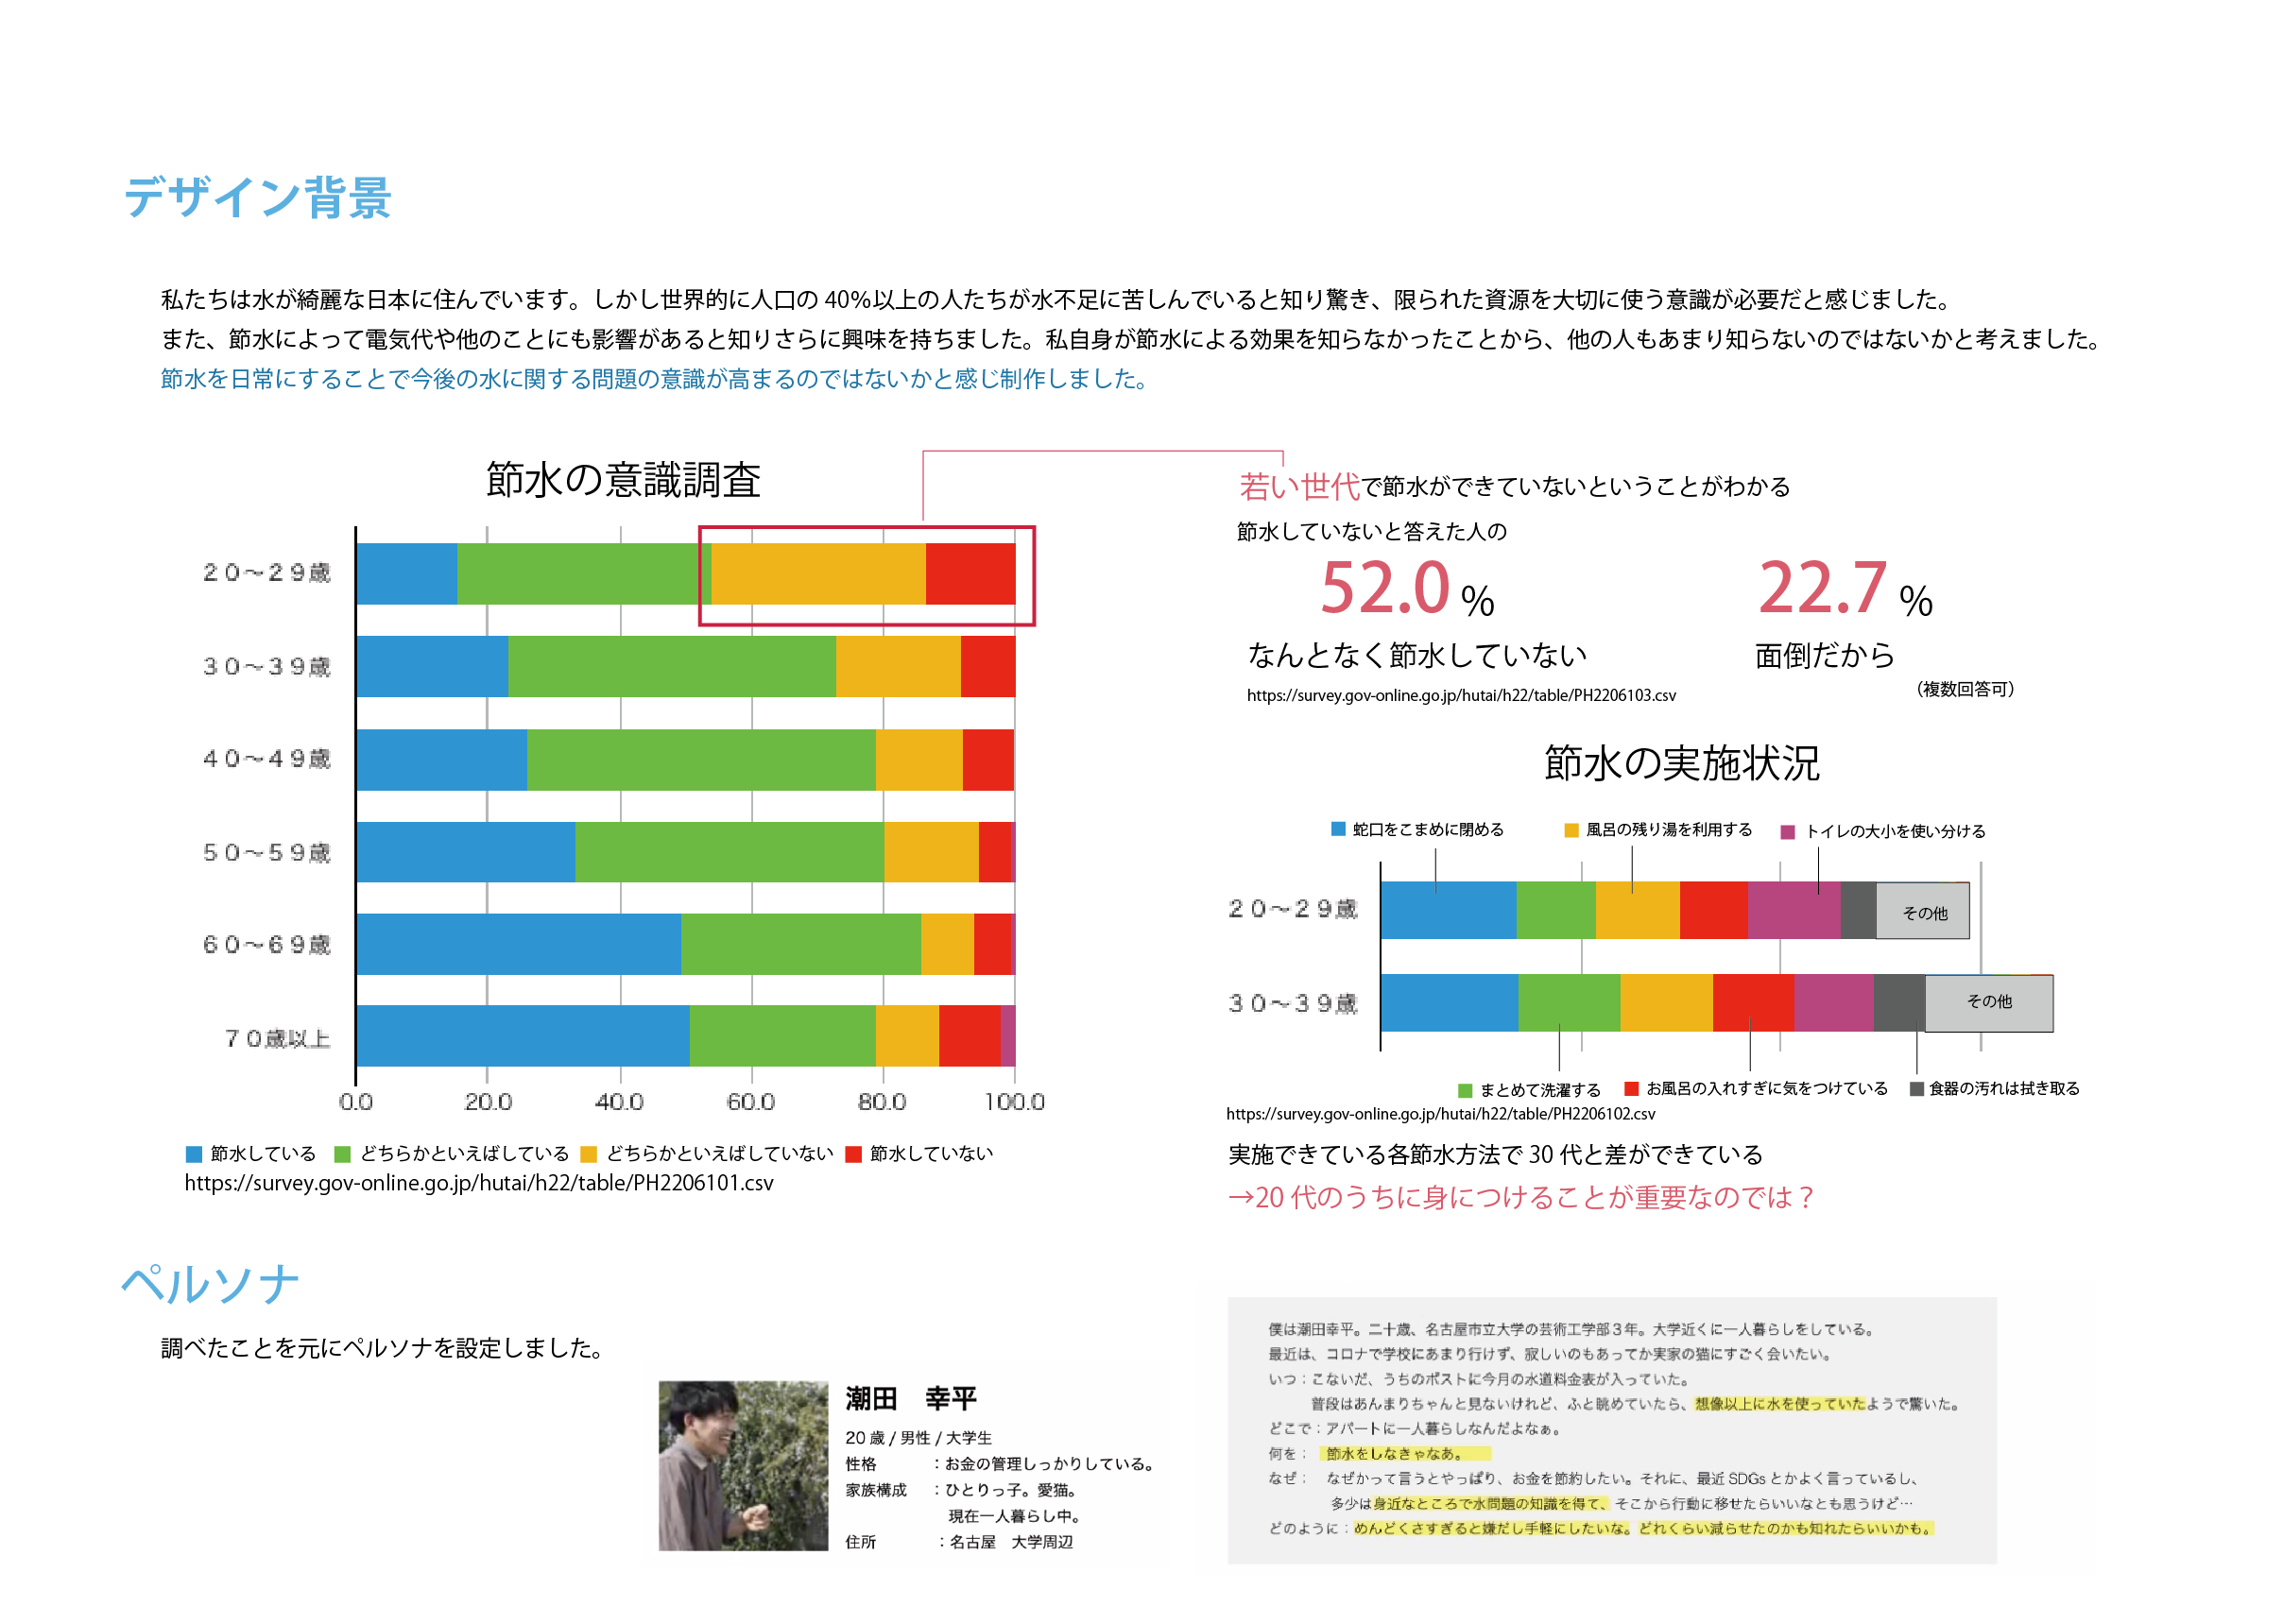 デザイン背景
私たちは水が綺麗な日本に住んでいます。しかし世界的に人口の 40%以上の人たちが水不足に苦しんでいると知り驚き、限られた資源を大切に使う意識が必要だと感じました。
また、節水によって電気代や他のことにも影響があると知りさらに興味を持ちました。私自身が節水による効果を知らなかったことから、他の人もあまり知らないのではないかと考えました。
節水を日常にすることで今後の水に関する問題の意識が高まるのではないかと感じ制作しました。
節水の意識調査
20～29歳
30～39歳
40～49歳
50～59歳
60～69歳
70歳以上
0.0 20.0 40.0 60.0 80.0 100.0
節水している どちらかといえばしている どちらかといえばしていない 節水していない
https://survey.gov-online.go.jp/hutai/h22/table/PH2206101.csv
若い世代で節水ができていないということがわかる
節水していないと答えた人の
52.0 % 22.7 %
なんとなく節水していない 面倒だから
https://survey.gov-online.go.jp/hutai/h22/table/PH2206103.csv （複数回答可）
節水の実施状況
蛇口をこまめに閉める 風呂の残り湯を利用する トイレの大小を使い分ける
20～29歳 その他
30～39歳 その他
まとめて洗濯する お風呂の入れすぎに気をつけている 食器の汚れは拭き取る
https://survey.gov-online.go.jp/hutai/h22/table/PH2206102.csv
実施できている各節水方法で 30 代と差ができている
→20 代のうちに身につけることが重要なのでは？
ペルソナ
調べたことを元にペルソナを設定しました。
潮田　幸平
20 歳 / 男性 / 大学生
性格　：お金の管理しっかりしている。
家族構成　：ひとりっ子。愛猫。
現在一人暮らし中。
住所　：名古屋　大学周辺
僕は潮田幸平。二十歳、名古屋市立大学の芸術工学部３年。大学近くに一人暮らしをしている。
最近は、コロナで学校にあまり行けず、寂しいのもあってか実家の猫にすごく会いたい。
いつ：こないだ、うちのポストに今月の水道料金表が入っていた。
普段はあんまりちゃんと見ないけれど、ふと眺めていたら、想像以上に水を使っていたようで驚いた。
どこで：アパートに一人暮らしなんだよなぁ。
何を： 節水をしなきゃなあ。
なぜ： なぜかって言うとやっぱり、お金を節約したい。それに、最近 SDGs とかよく言っているし、
多少は身近なところで水問題の知識を得て、そこから行動に移せたらいいなとも思うけど…
どのように：めんどくさすぎると嫌だし手軽にしたいな。どれくらい減らせたのかも知れたらいいかも。